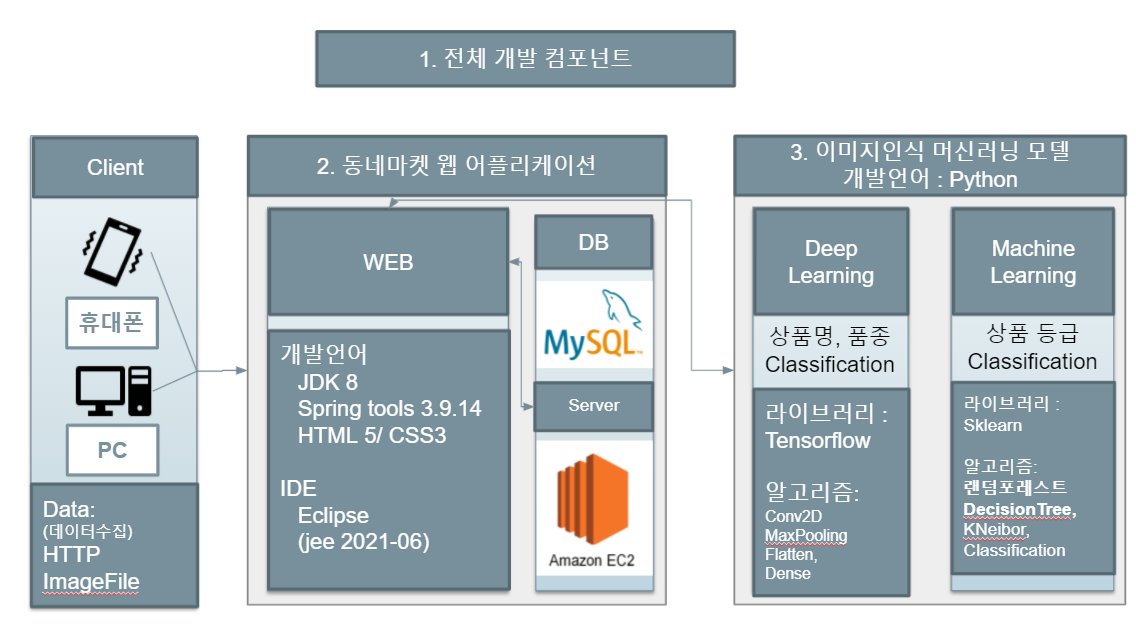 1. 전체 개발 컴포넌트
Client
휴대폰
PC
Data:
(데이터수집)
HTTP
ImageFile
2. 동네마켓 웹 어플리케이션
WEB
개발언어
JDK 8
Spring tools 3.9.14
HTML 5/ CSS3
IDE
Eclipse
(jee 2021-06)
DB
MySQL™
Server
Amazon EC2
3. 이미지인식 머신러닝 모델
개발언어 : Python
Deep
Learning
상품명, 품종
Classification
라이브러리 :
Tensorflow
알고리즘:
Conv2D
MaxPooling
Flatten,
Dense
Machine
Learning
상품 등급
Classification
라이브러리 :
Sklearn
알고리즘:
랜덤포레스트
DecisionTree,
KNeibor,
Classification